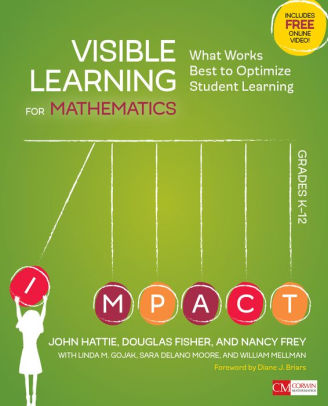 INCLUDES
FREE
ONLINE
VIDEO!
VISIBLE
LEARNING
FOR MATHEMATICS
What Works
Best to Optimize
Student Learning
GRADES K–12
I M P A C T
JOHN HATTIE, DOUGLAS FISHER, AND NANCY FREY
WITH LINDA M. GOJAK, SARA DELANO MOORE, AND WILLIAM MELLMAN
Foreword by Diane J. Briars
CM CORWIN
MATHEMATICS